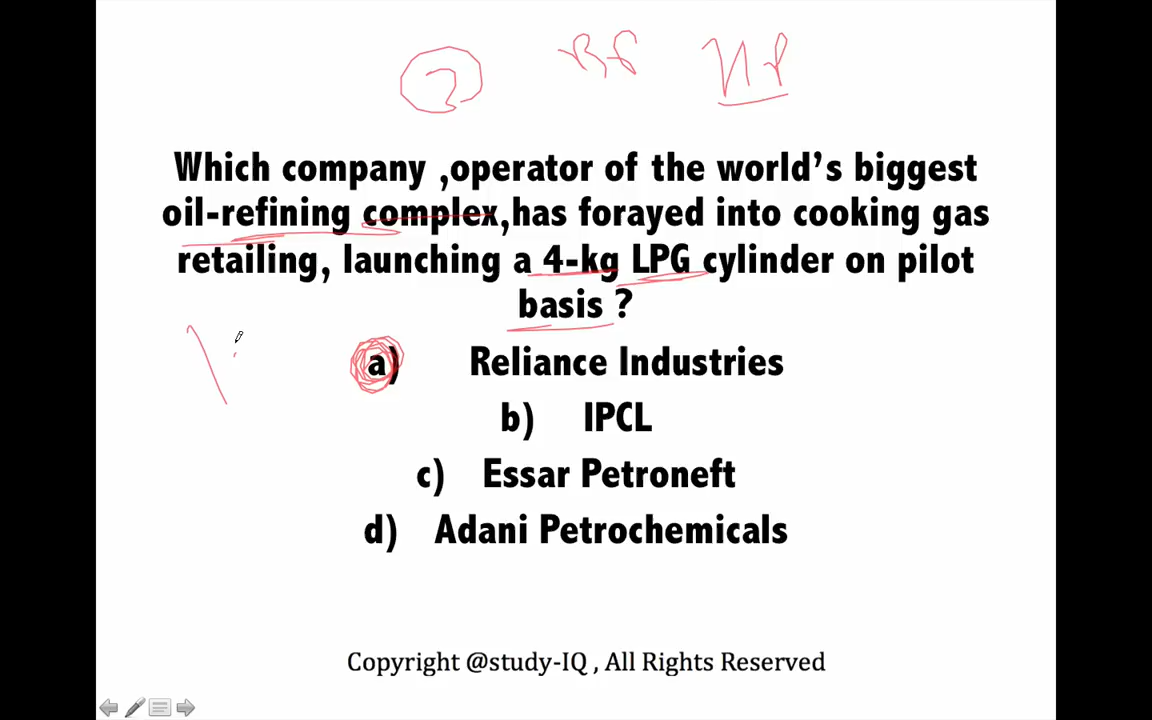 Which company ,operator of the world's biggest
oil-refining complex,has forayed into cooking gas
retailing, launching a 4-kg LPG cylinder on pilot
basis ?
a) Reliance Industries
b) IPCL
c) Essar Petroneft
d) Adani Petrochemicals
Copyright @study-IQ , All Rights Reserved